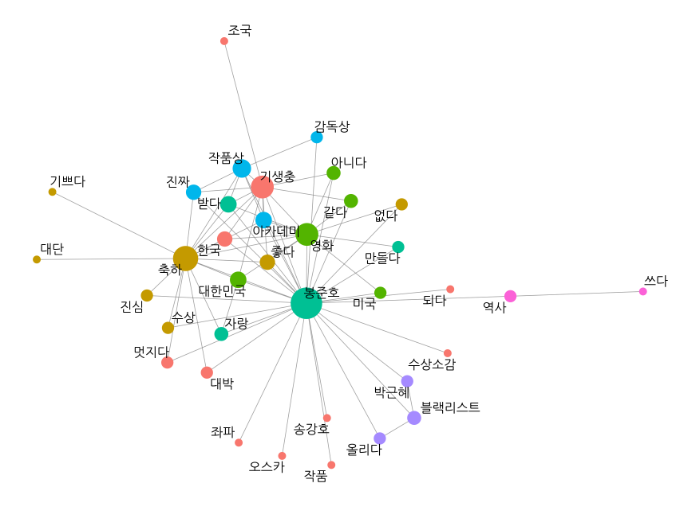 조국
감독상
작품상
기생충
아니다
진짜
기쁘다
받다
같다
없다
아카데미
영화
한국
좋다
대단
만들다
축하
쓰다
대한민국
봉준호
미국
되다
역사
진심
수상
자랑
멋지다
수상소감
대박
박근혜
블랙리스트
좌파
송강호
올리다
오스카
작품